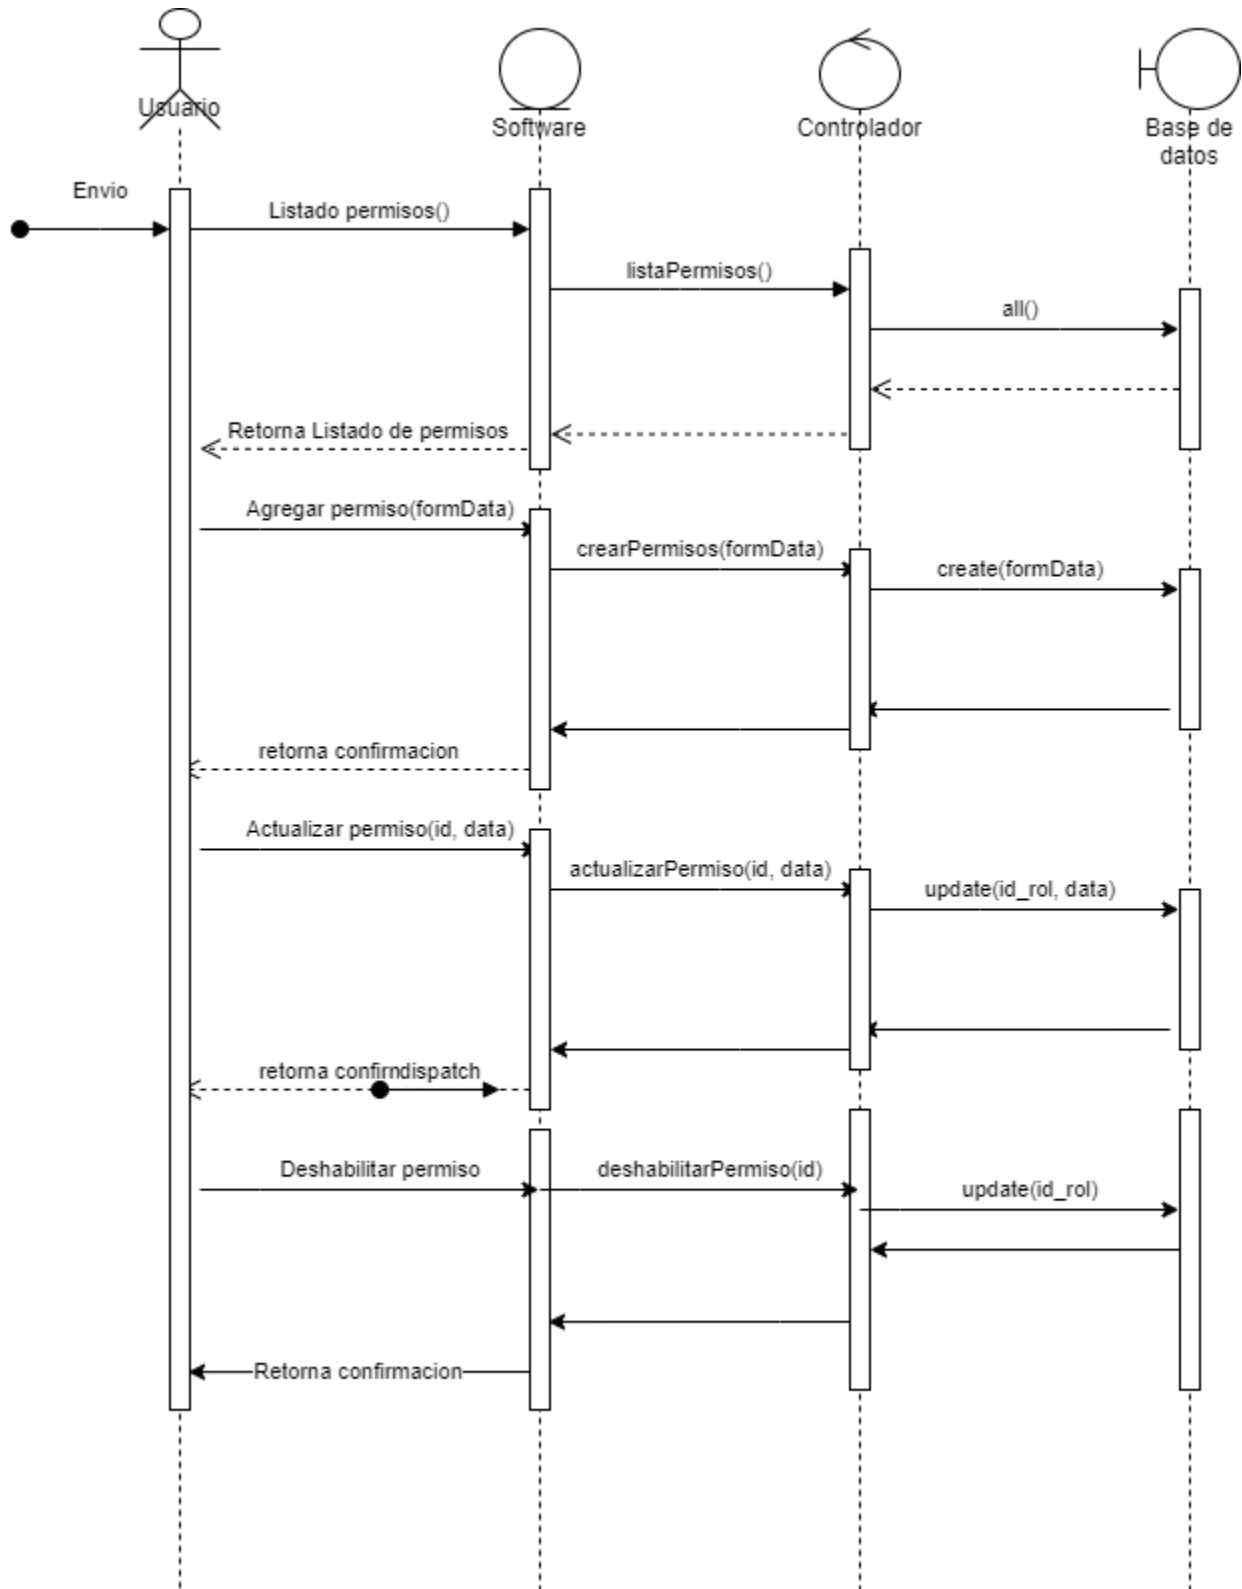 Usuario
Software
Controlador
Base de
datos
Envio
Listado permisos()
listaPermisos()
all()
Retorna Listado de permisos
Agregar permiso(formData)
crearPermisos(formData)
create(formData)
retorna confirmacion
Actualizar permiso(id, data)
actualizarPermiso(id, data)
update(id_rol, data)
retorna confirmdispatch
Deshabilitar permiso
deshabilitarPermiso(id)
update(id_rol)
Retorna confirmacion